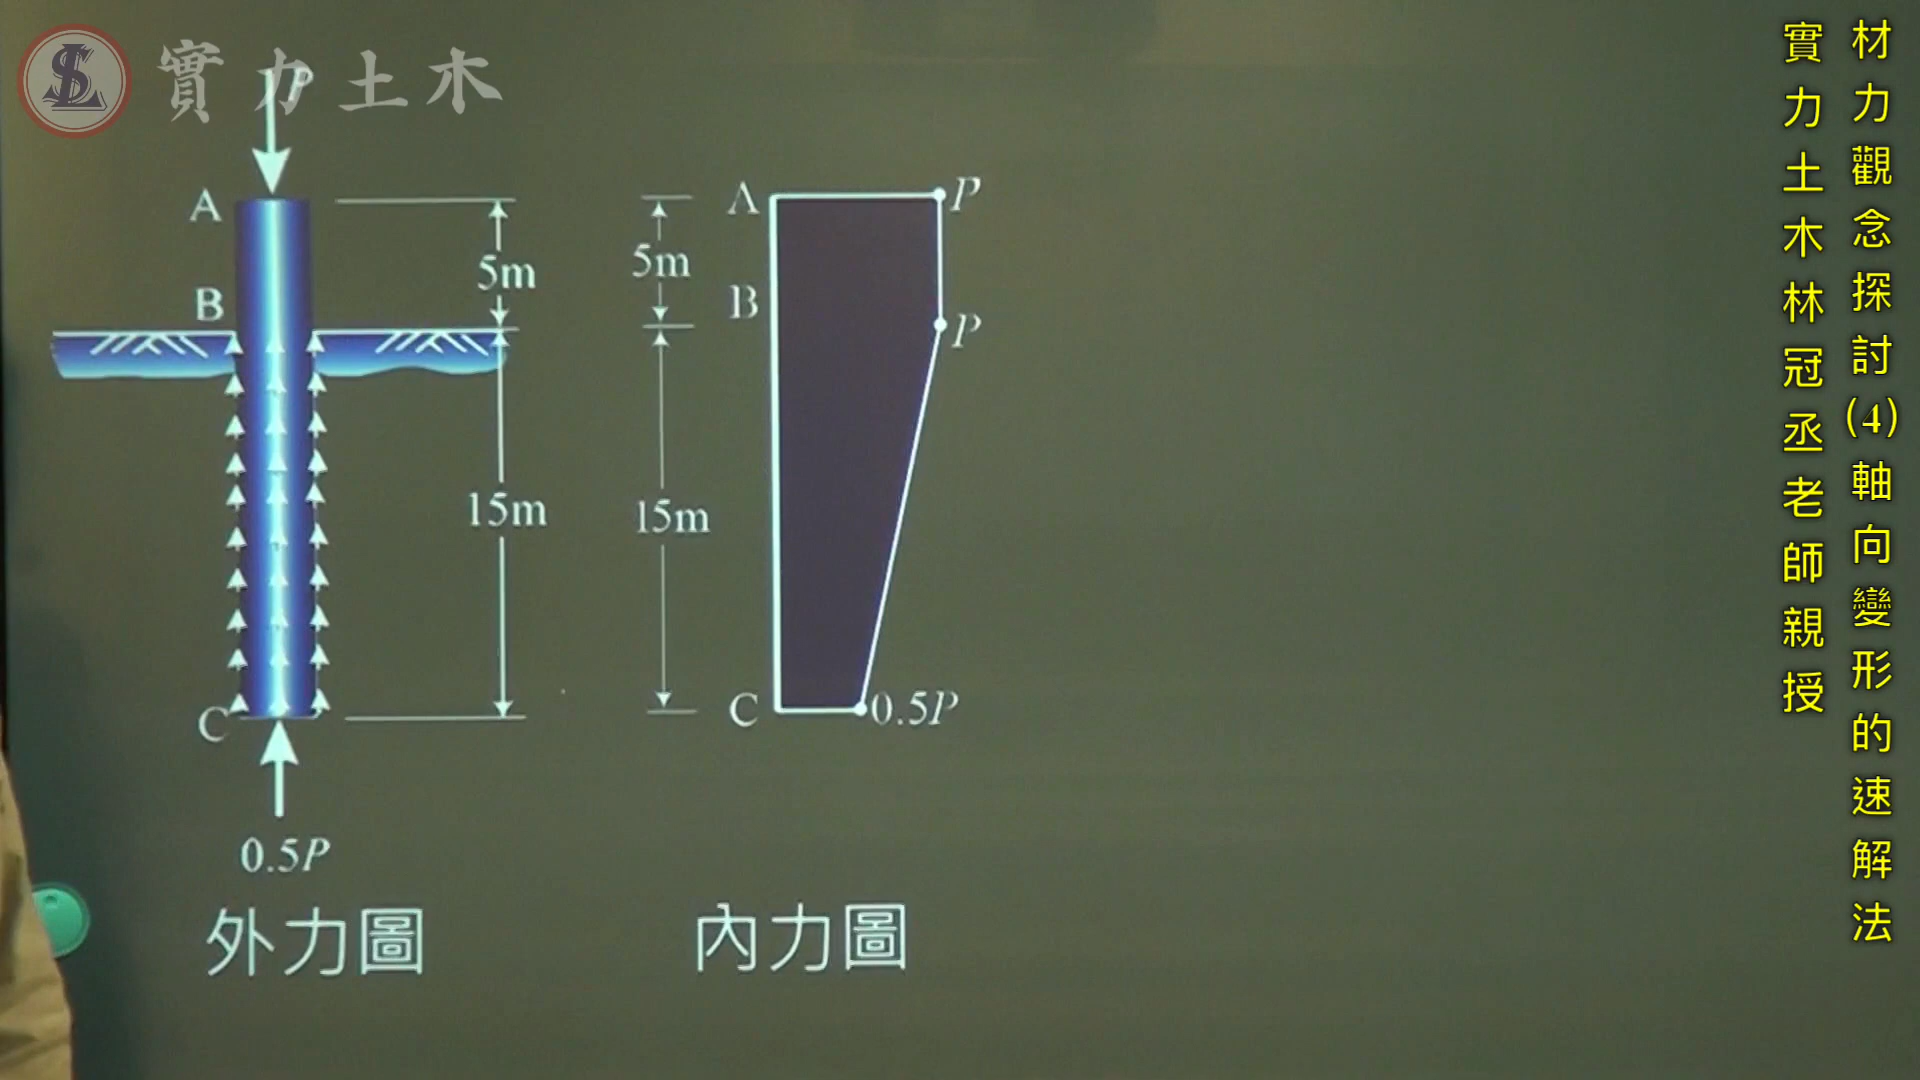 實力土木
P
A
5m
B
15m
C
0.5P
外力圖
A
P
5m
B
P
15m
C
0.5P
內力圖
材力觀念探討(4)軸向變形的速解法
實力土木林冠丞老師親授